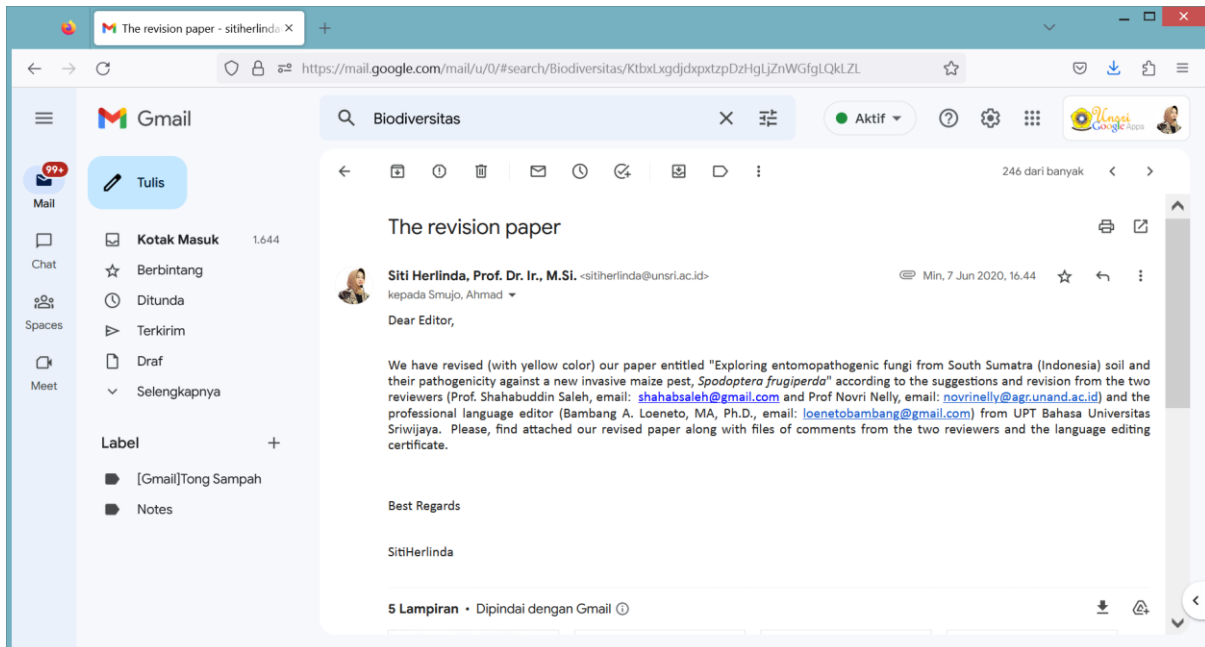 The revision paper - sitiherlinda
https://mail.google.com/mail/u/0/#search/Biodiversitas/KtbxLxgdjdxpxtzpDzHgLjZnWGfgLQkLZL
Gmail
Biodiversitas
Aktif
Unsri
Google Apps
99+
Mail
Chat
Spaces
Meet
Tulis
Kotak Masuk 1.644
Berbintang
Ditunda
Terkirim
Draf
Selengkapnya
Label
[Gmail]Tong Sampah
Notes
246 dari banyak
The revision paper
Siti Herlinda, Prof. Dr. Ir., M.Si. <sitiherlinda@unsri.ac.id>
Min, 7 Jun 2020, 16.44
kepada Smujo, Ahmad
Dear Editor,
We have revised (with yellow color) our paper entitled "Exploring entomopathogenic fungi from South Sumatra (Indonesia) soil and
their pathogenicity against a new invasive maize pest, Spodoptera frugiperda" according to the suggestions and revision from the two
reviewers (Prof. Shahabuddin Saleh, email: shahabsaleh@gmail.com and Prof Novri Nelly, email: novrinelly@agr.unand.ac.id) and the
professional language editor (Bambang A. Loeneto, MA, Ph.D., email: loenetobambang@gmail.com) from UPT Bahasa Universitas
Sriwijaya. Please, find attached our revised paper along with files of comments from the two reviewers and the language editing
certificate.
Best Regards
SitiHerlinda
5 Lampiran • Dipindai dengan Gmail